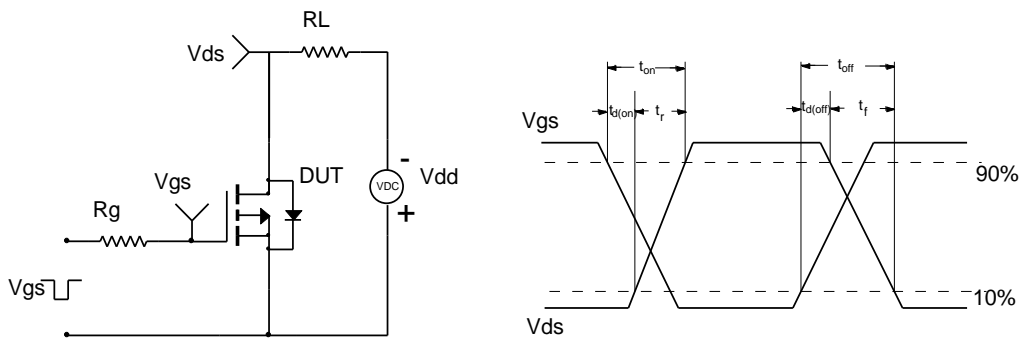 RL
Vds
DUT
VDC
-
+
Vdd
Vgs
Rg
Vgs
ton
toff
td(on)
tr
td(off)
tf
Vgs
90%
10%
Vds